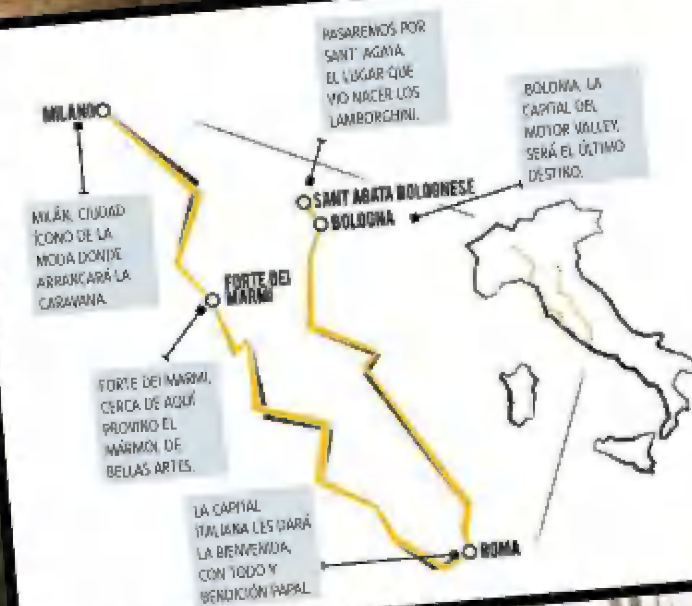 PASAREMOS POR
SANT' AGATA,
EL LUGAR QUE
VIO NACER LOS
LAMBORGHINI.
BOLONIA, LA
CAPITAL DEL
MOTOR VALLEY,
SERÁ EL ÚLTIMO
DESTINO.
MILANO
SANT AGATA BOLOGNESE
BOLOGNA
MILÁN, CIUDAD
ÍCONO DE LA
MODA DONDE
ARRANCARÁ LA
CARAVANA.
FORTE DEI
MARMI
FORTE DEI MARMI,
CERCA DE AQUÍ
PROVINO EL
MÁRMOL DE
BELLAS ARTES.
LA CAPITAL
ITALIANA LES DARÁ
LA BIENVENIDA,
CON TODO Y
BENDICIÓN PAPAL.
ROMA